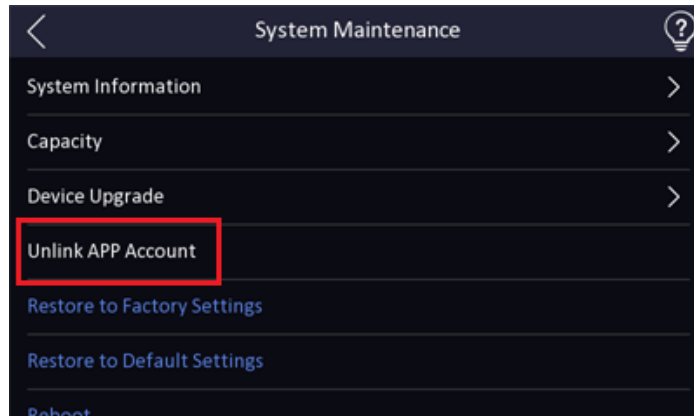 System Maintenance
?
System Information
Capacity
Device Upgrade
Unlink APP Account
Restore to Factory Settings
Restore to Default Settings
Reboot